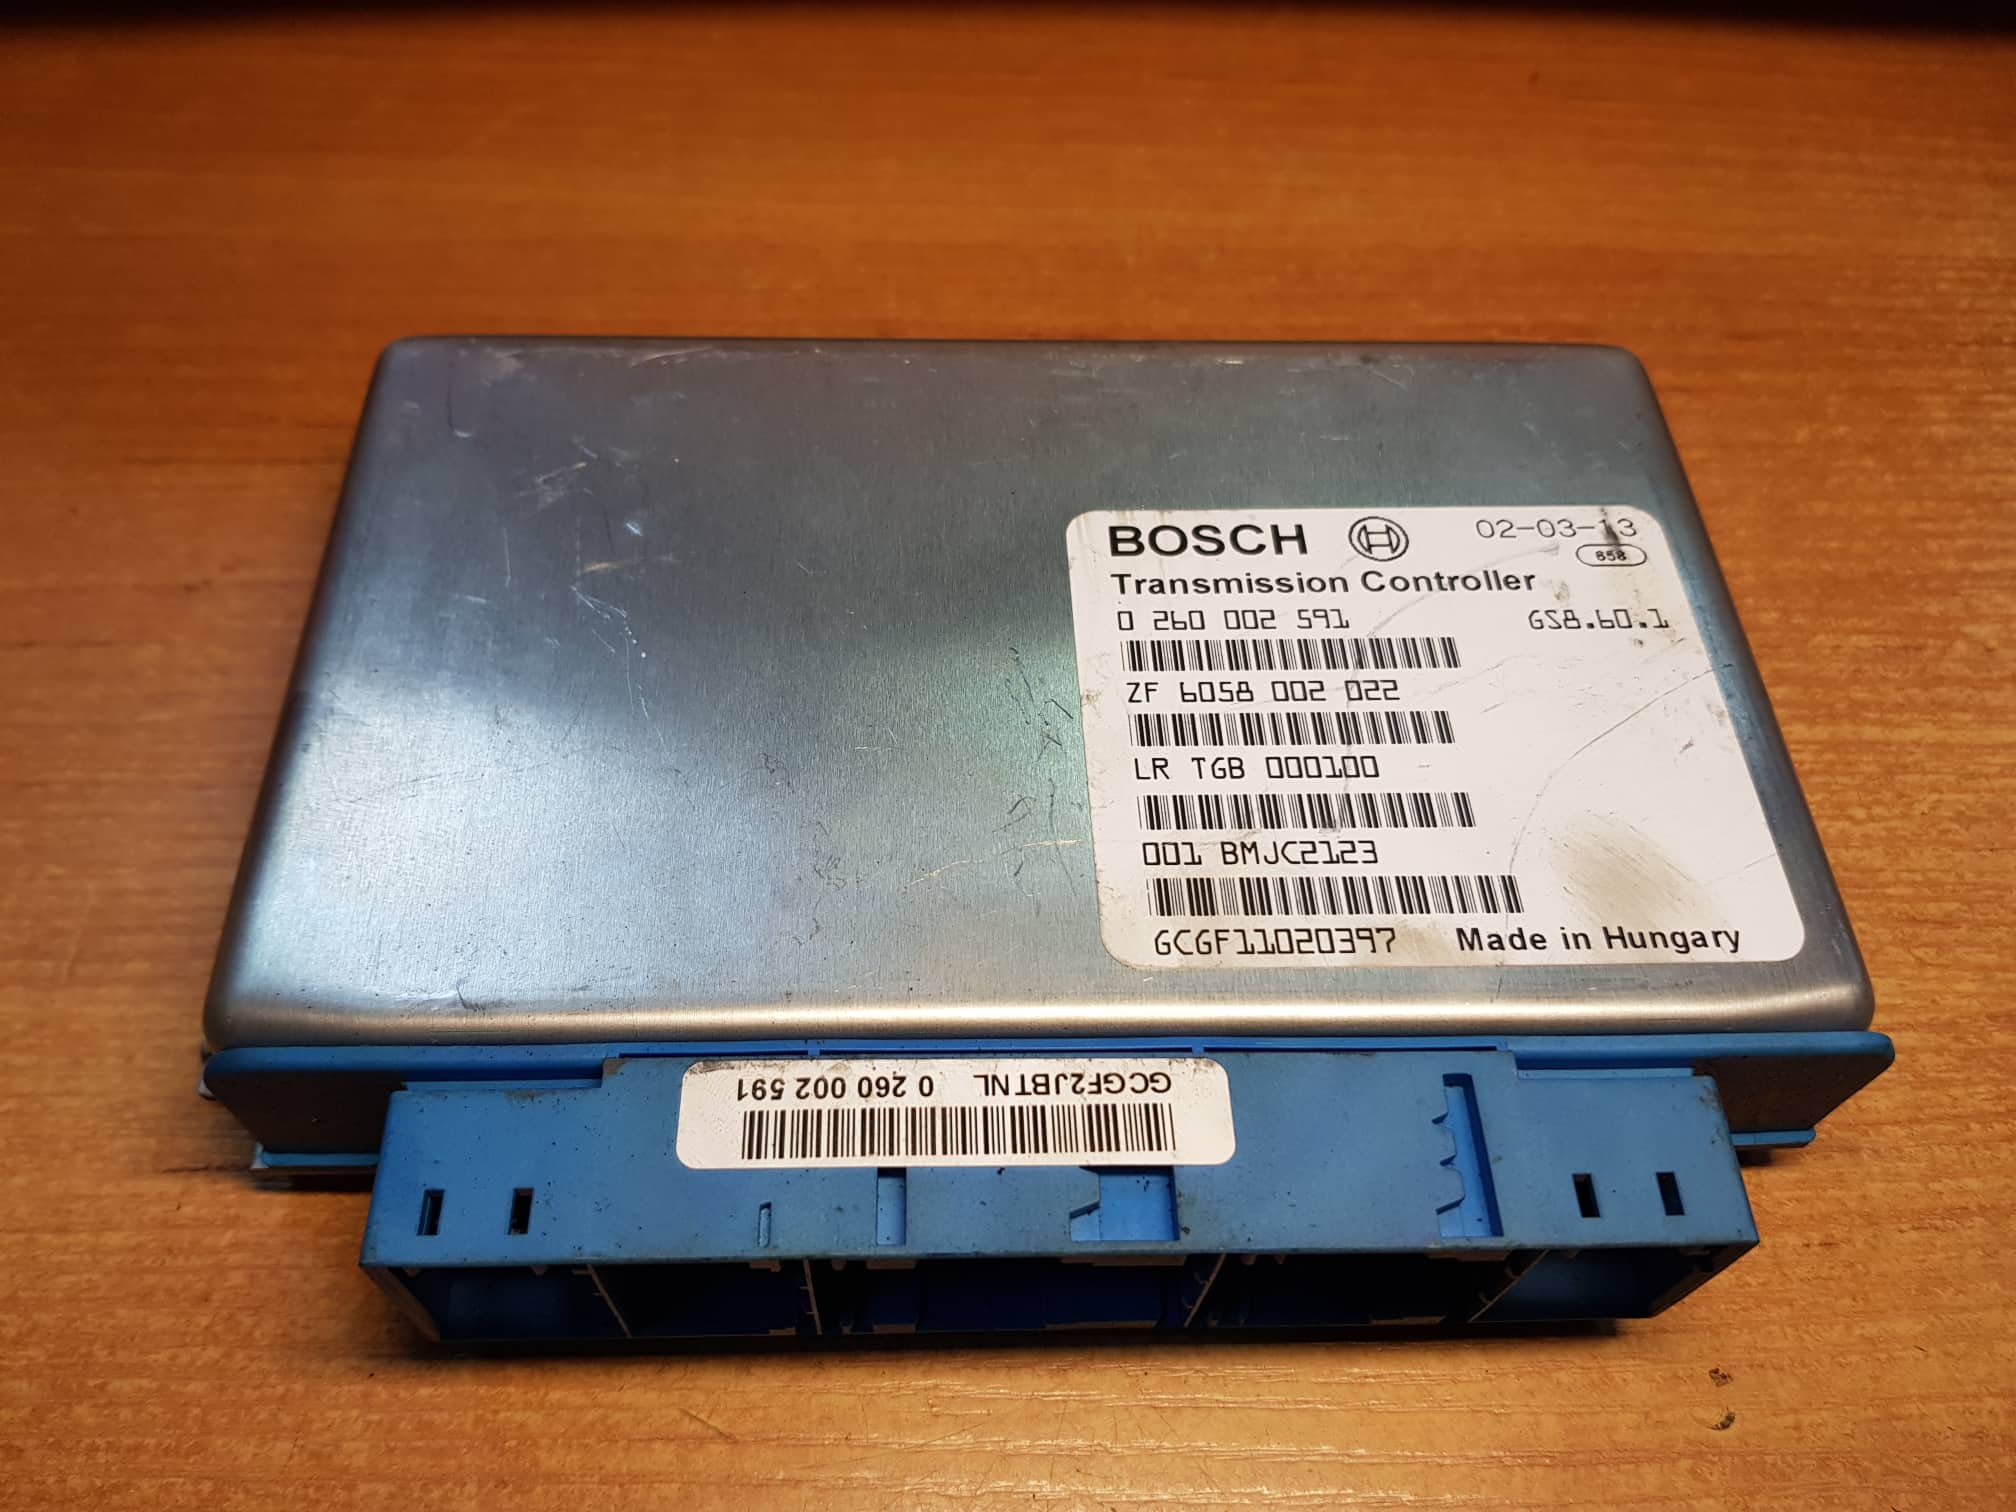 BOSCH 02-03-13
858
Transmission Controller
0 260 002 591 GS8.60.1
ZF 6058 002 022
LR TGB 000100
001 BMJC2123
GCGF11020397 Made in Hungary
GCGF2JBTNL 0 260 002 591